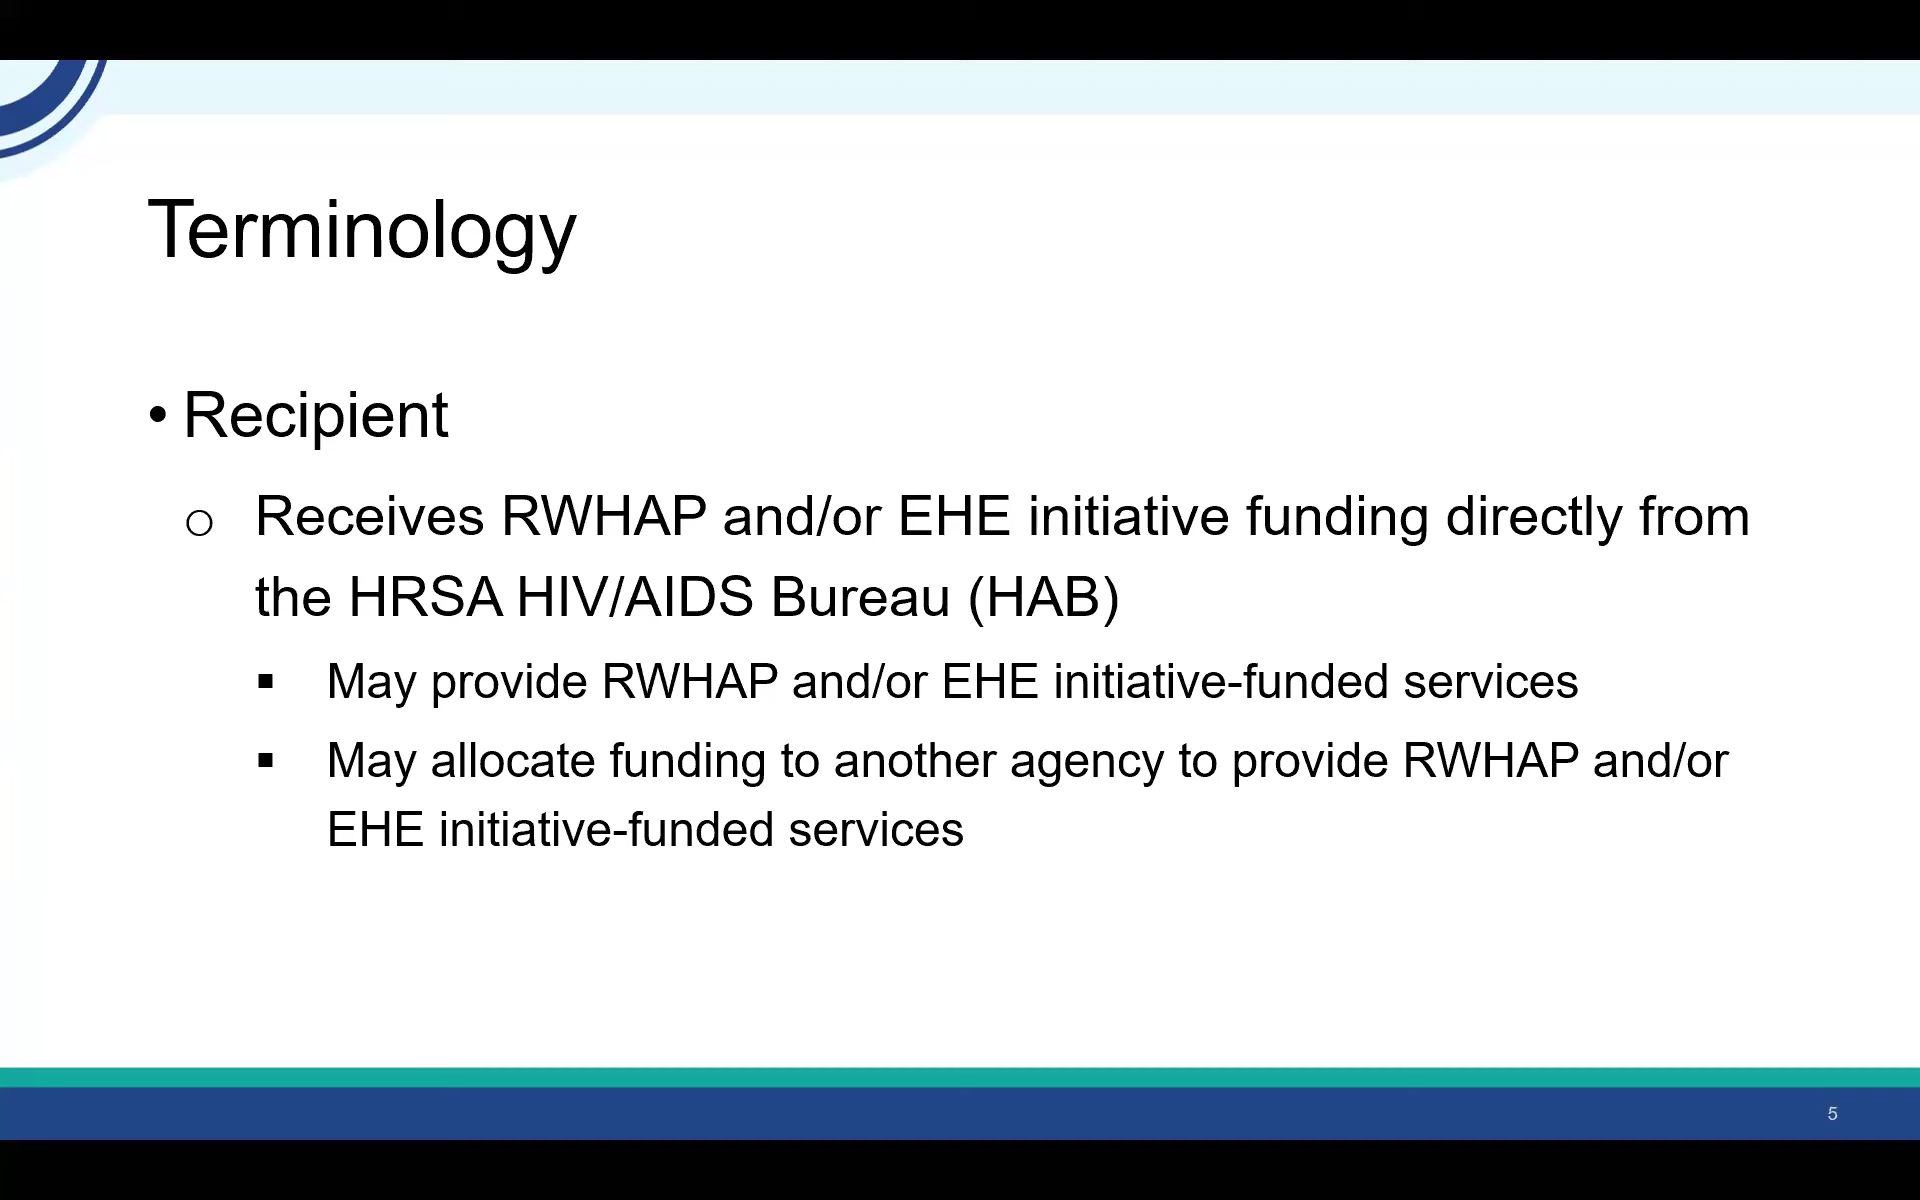 Terminology
• Recipient
o Receives RWHAP and/or EHE initiative funding directly from
the HRSA HIV/AIDS Bureau (HAB)
▪ May provide RWHAP and/or EHE initiative-funded services
▪ May allocate funding to another agency to provide RWHAP and/or
EHE initiative-funded services
5